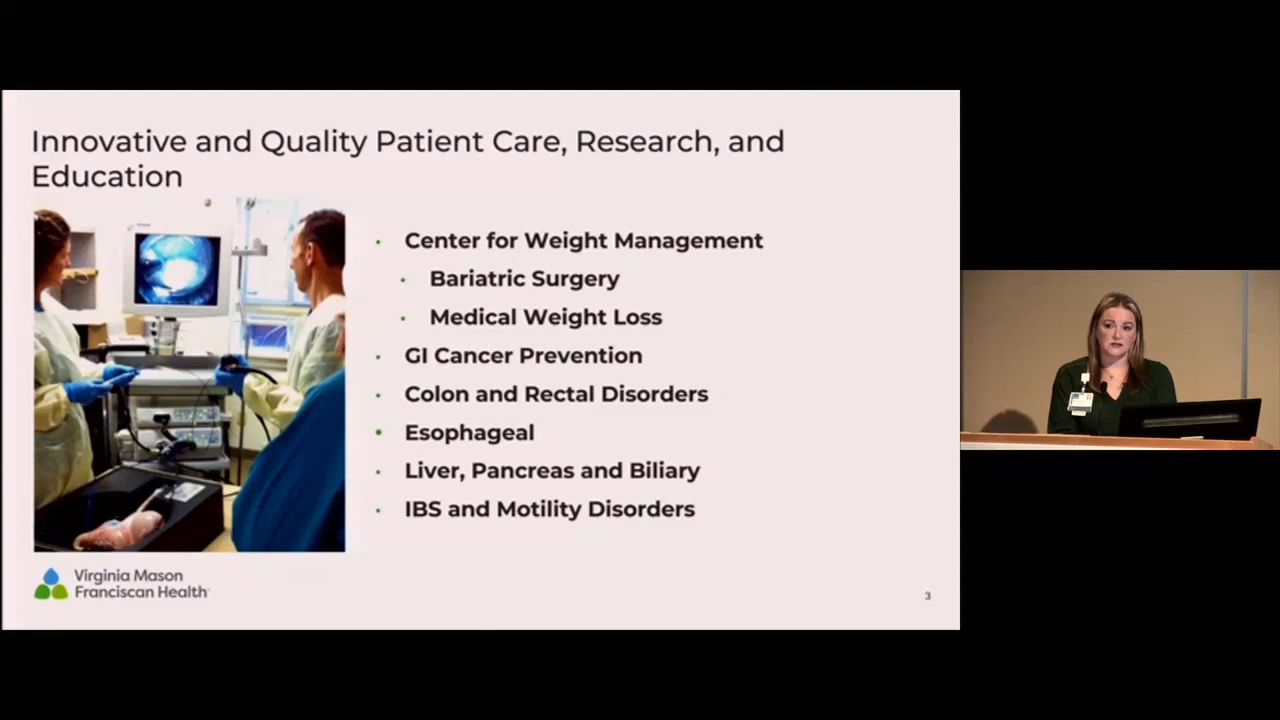 Innovative and Quality Patient Care, Research, and
Education
Center for Weight Management
Bariatric Surgery
Medical Weight Loss
GI Cancer Prevention
Colon and Rectal Disorders
Esophageal
Liver, Pancreas and Biliary
IBS and Motility Disorders
Virginia Mason
Franciscan Health
3